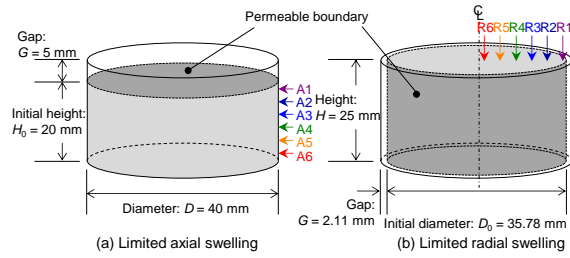 Permeable boundary
Gap:
G = 5 mm
Initial height:
H₀ = 20 mm
A1
A2
A3
A4
A5
A6
Diameter: D = 40 mm
(a) Limited axial swelling
℄
R6 R5 R4 R3 R2 R1
Height:
H = 25 mm
Gap:
G = 2.11 mm
Initial diameter: D₀ = 35.78 mm
(b) Limited radial swelling